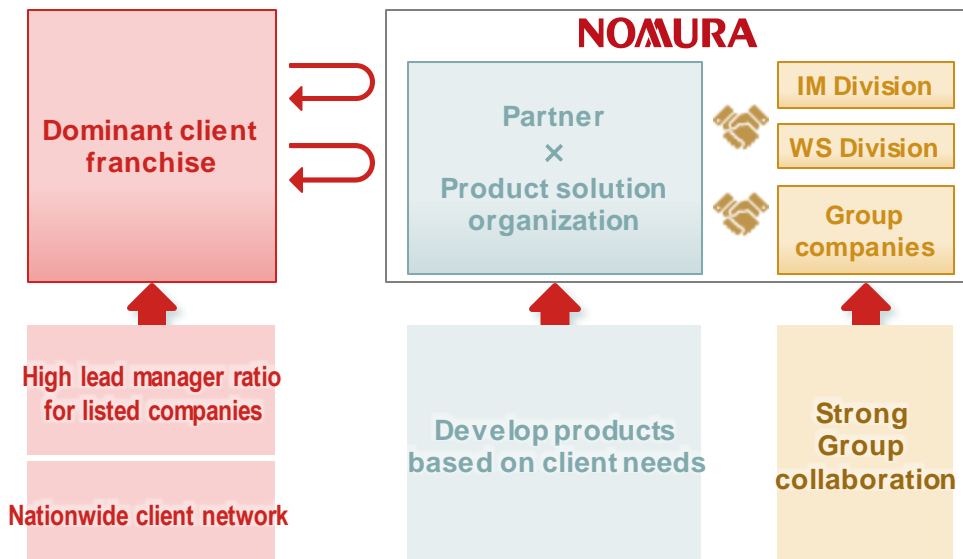 NOMURA
Dominant client
franchise
Partner
×
Product solution
organization
IM Division
WS Division
Group
companies
High lead manager ratio
for listed companies
Nationwide client network
Develop products
based on client needs
Strong
Group
collaboration